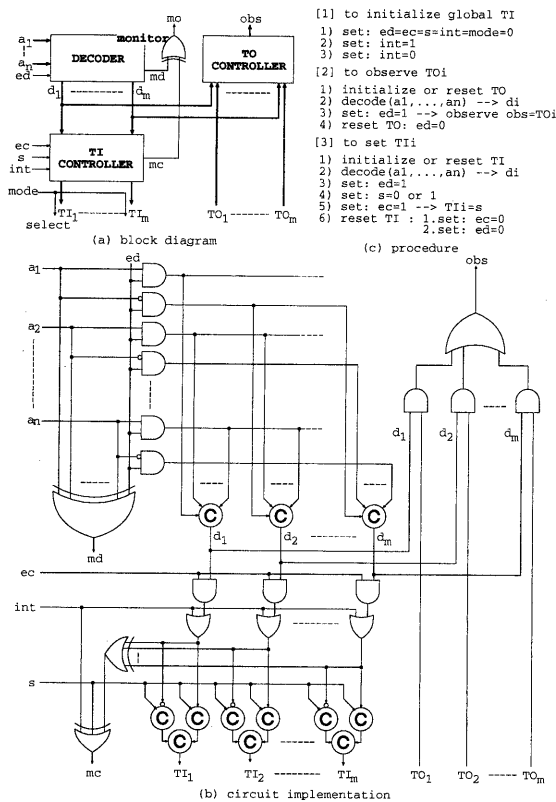 mo
obs
monitor
a1
an
ed
DECODER
md
TO
CONTROLLER
d1 ----- dm
ec
s
int
TI
CONTROLLER
mc
mode
select
TI1 ----- TIm
TO1 ----- TOm
(a) block diagram
[1] to initialize global TI
1) set: ed=ec=s=int=mode=0
2) set: int=1
3) set: int=0
[2] to observe TOi
1) initialize or reset TO
2) decode(a1,...,an) --> di
3) set: ed=1 --> observe obs=TOi
4) reset TO: ed=0
[3] to set TIi
1) initialize or reset TI
2) decode(a1,...,an) --> di
3) set: ed=1
4) set: s=0 or 1
5) set: ec=1 --> TIi=s
6) reset TI : 1.set: ec=0
2.set: ed=0
(c) procedure
ed
obs
a1
a2
an
d1
d2
dm
C
C
C
d1
d2
dm
md
ec
int
s
C
C
C
C
C
C
C
C
C
mc
TI1
TI2
TIm
TO1
TO2
TOm
(b) circuit implementation